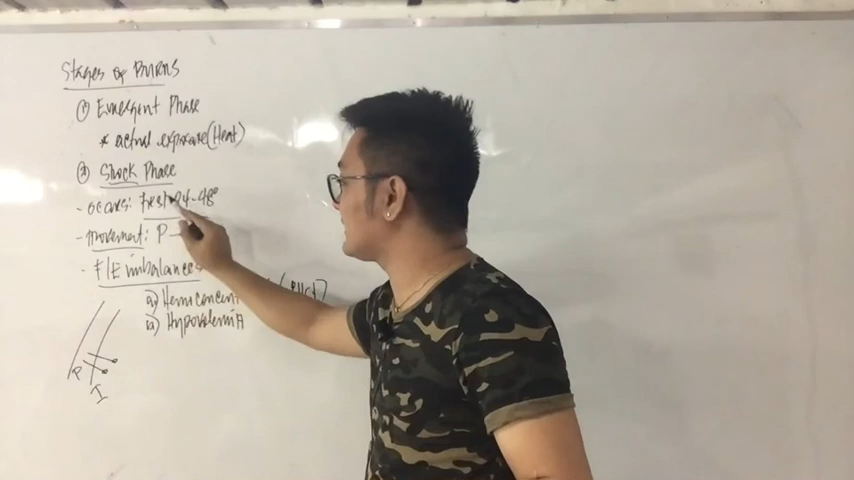 Stages of Burns
① Emergent Phase
* actual exposure (Heat)
② Shock Phase
- occurs: first 24-48°
- Movement: P
- F/E imbalances
a) Hemoconcent
a) Hypovolemia
P
I